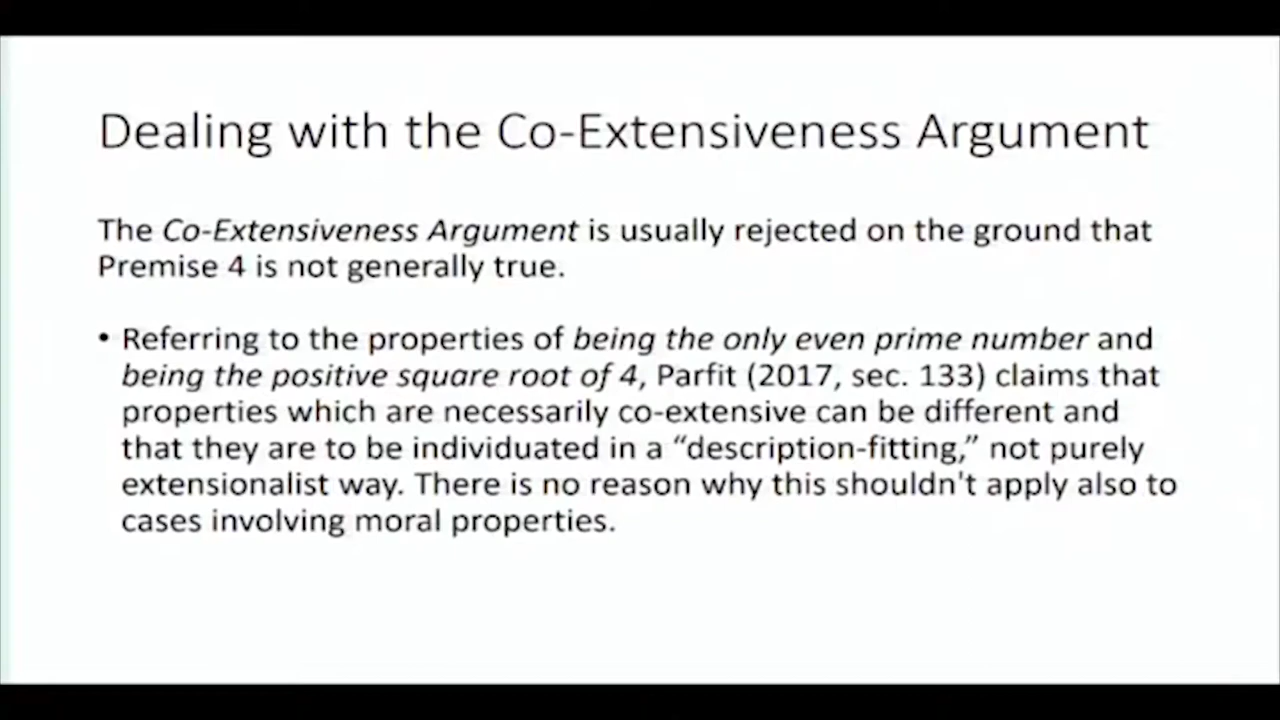 Dealing with the Co-Extensiveness Argument
The Co-Extensiveness Argument is usually rejected on the ground that
Premise 4 is not generally true.
• Referring to the properties of being the only even prime number and
being the positive square root of 4, Parfit (2017, sec. 133) claims that
properties which are necessarily co-extensive can be different and
that they are to be individuated in a “description-fitting,” not purely
extensionalist way. There is no reason why this shouldn't apply also to
cases involving moral properties.